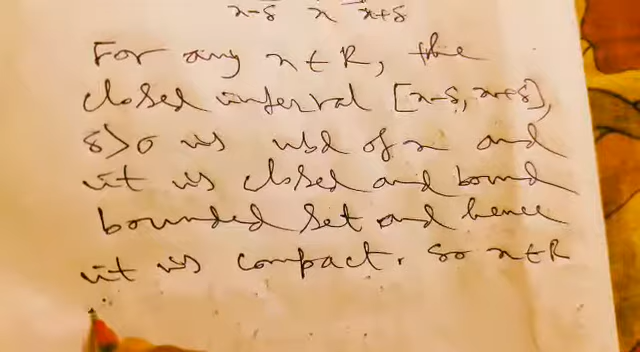 x-δ x x+δ
For any x∈R, the
closed interval [x-δ, x+δ],
δ>0 is nbd of x and
it is closed and bound
bounded set and hence
it is compact. So x∈R